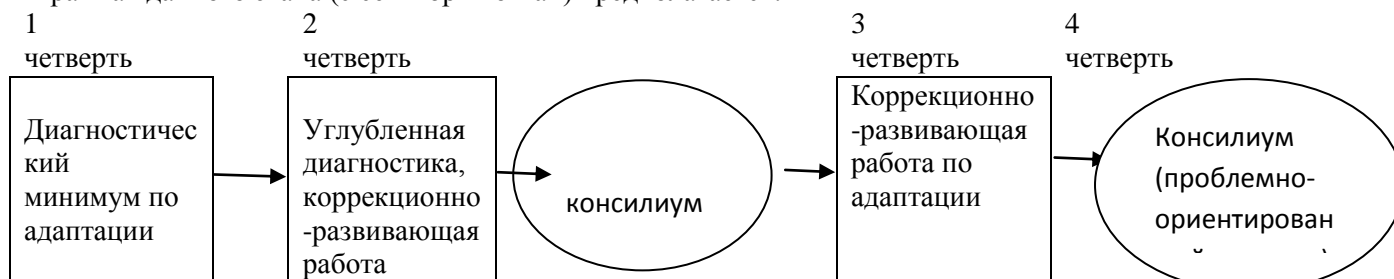 1
четверть
2
четверть
3
четверть
4
четверть
Диагностичес
кий
минимум по
адаптации
Углубленная
диагностика,
коррекционно
-развивающая
работа
консилиум
Коррекционно
-развивающая
работа по
адаптации
Консилиум
(проблемно-
ориентирован